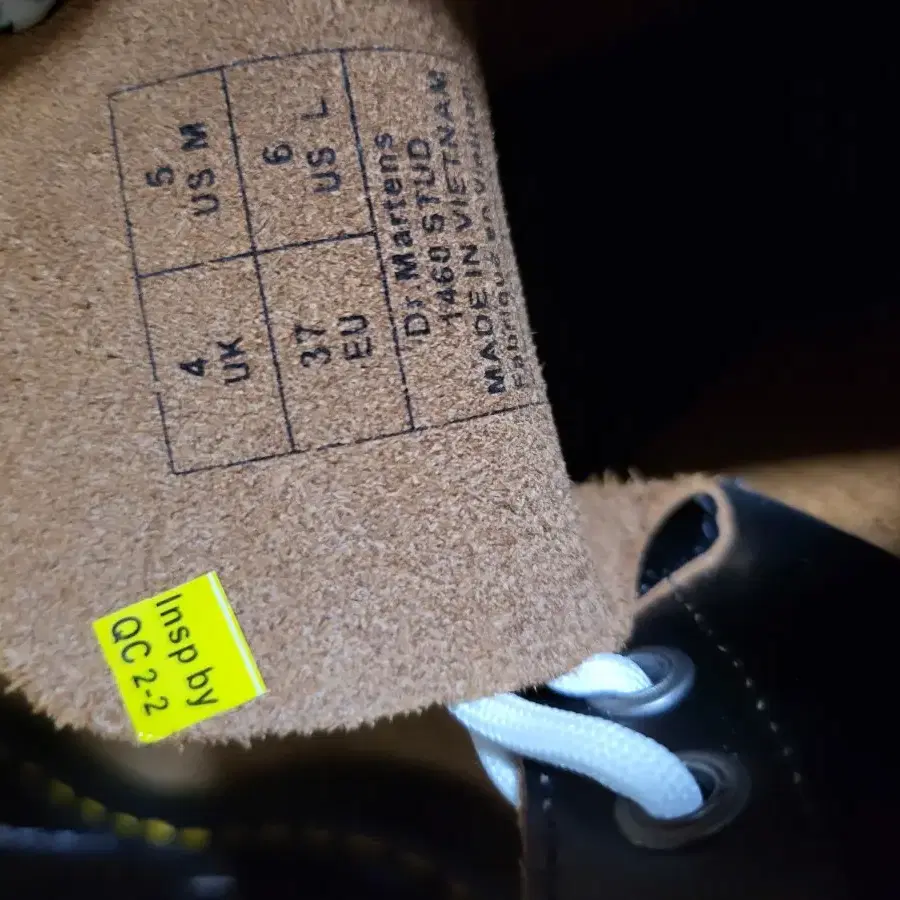 5
US M
6
US L
4
UK
37
EU
Dr. Martens
1460 STUD
MADE IN VIETNAM
Insp by
QC 2-2